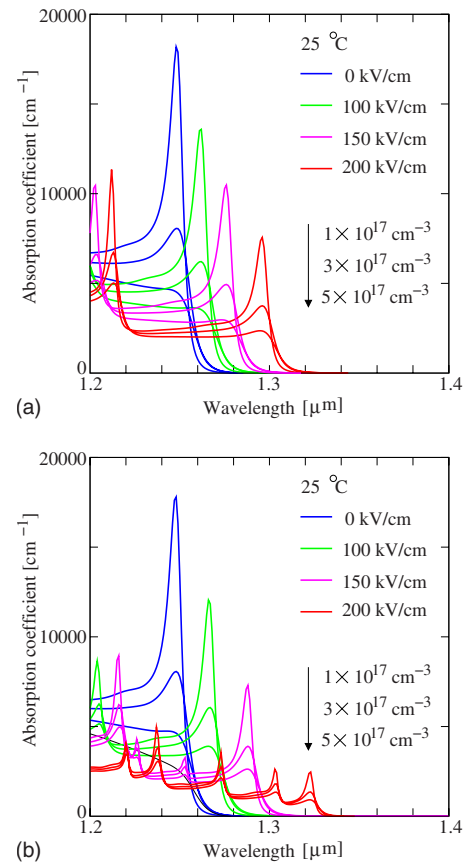 20000
10000
0
Absorption coefficient [cm⁻¹]
25 °C
0 kV/cm
100 kV/cm
150 kV/cm
200 kV/cm
1× 10¹⁷ cm⁻³
3× 10¹⁷ cm⁻³
5× 10¹⁷ cm⁻³
1.2 1.3 1.4
(a) Wavelength [μm]
20000
10000
0
Absorption coefficient [cm⁻¹]
25 °C
0 kV/cm
100 kV/cm
150 kV/cm
200 kV/cm
1× 10¹⁷ cm⁻³
3× 10¹⁷ cm⁻³
5× 10¹⁷ cm⁻³
1.2 1.3 1.4
(b) Wavelength [μm]